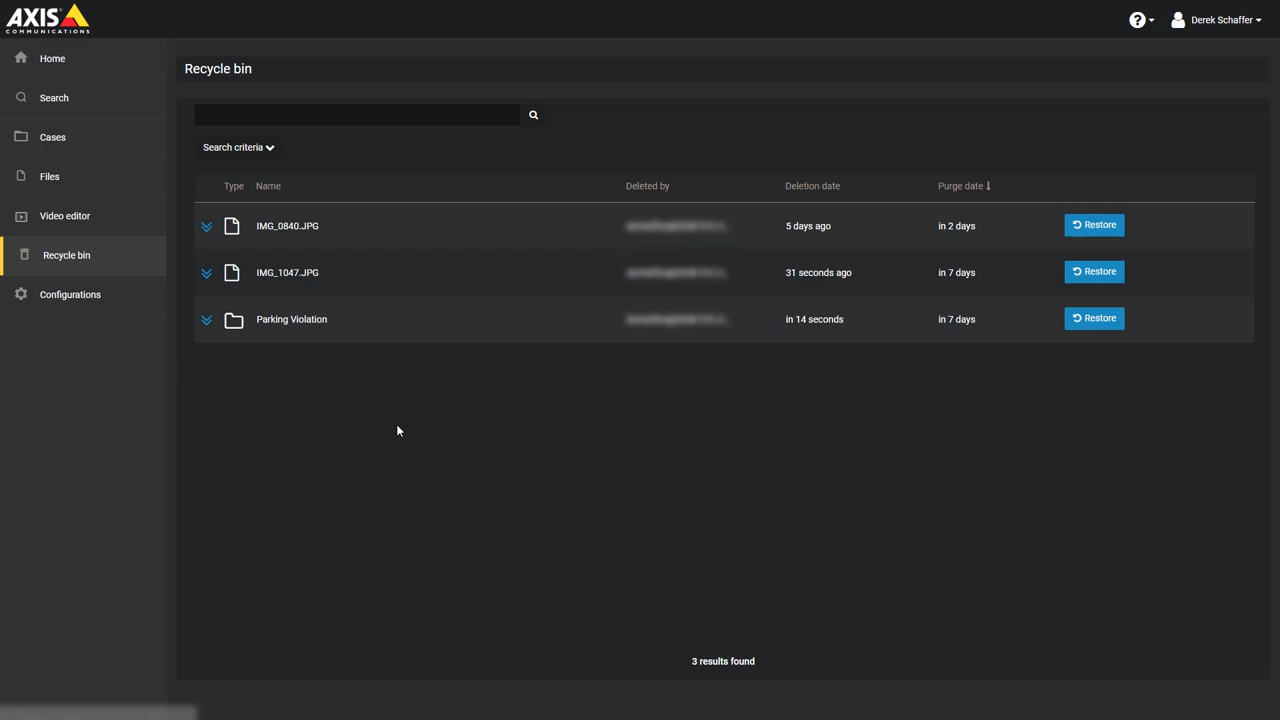 AXIS
COMMUNICATIONS
? Derek Schaffer
Home
Search
Cases
Files
Video editor
Recycle bin
Configurations
Recycle bin
Search criteria
Type Name Deleted by Deletion date Purge date
IMG_0840.JPG 5 days ago in 2 days Restore
IMG_1047.JPG 31 seconds ago in 7 days Restore
Parking Violation in 14 seconds in 7 days Restore
3 results found